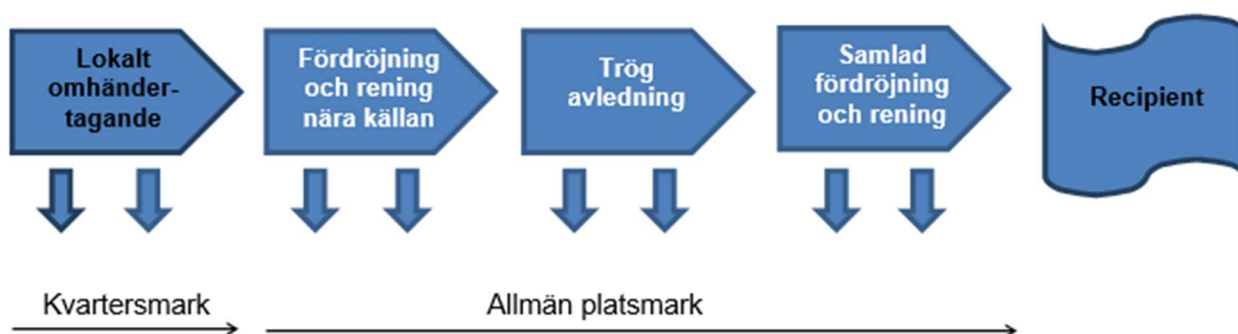 Lokalt
omhänder-
tagande
Fördröjning
och rening
nära källan
Trög
avledning
Samlad
fördröjning
och rening
Recipient
Kvartersmark
Allmän platsmark